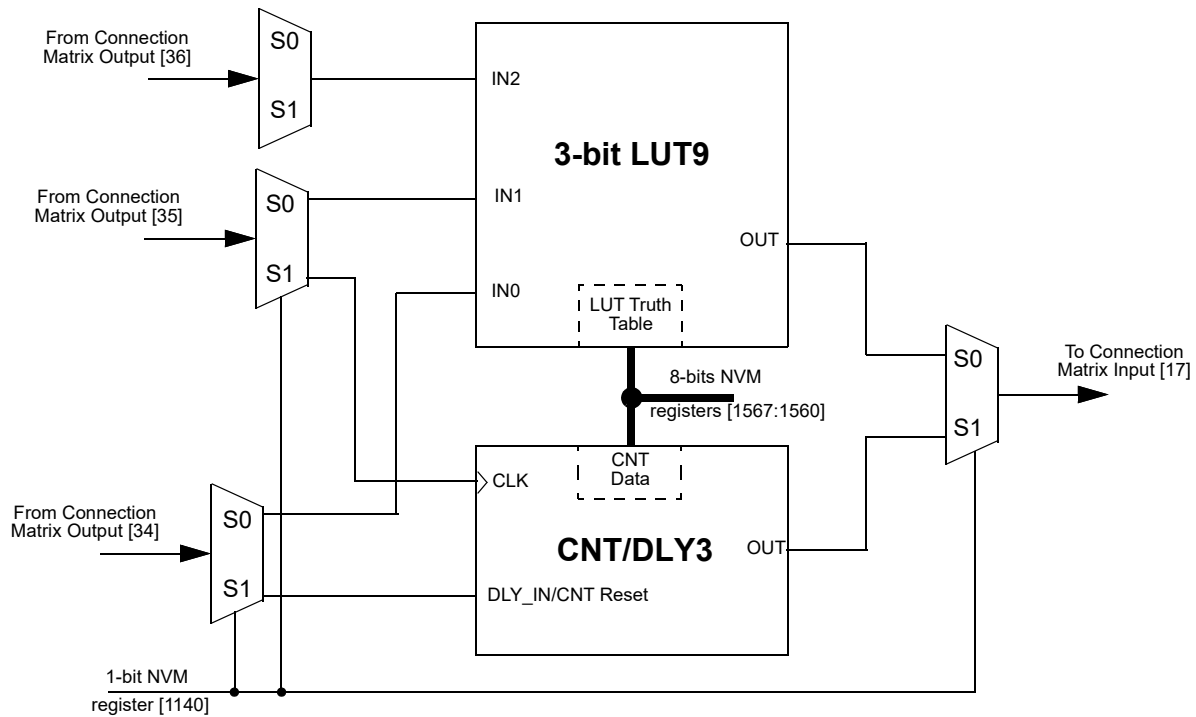 From Connection
Matrix Output [36]
S0
S1
IN2
3-bit LUT9
From Connection
Matrix Output [35]
S0
S1
IN1
OUT
IN0
LUT Truth
Table
S0
S1
To Connection
Matrix Input [17]
8-bits NVM
registers [1567:1560]
CNT
Data
CLK
From Connection
Matrix Output [34]
S0
S1
CNT/DLY3
OUT
DLY_IN/CNT Reset
1-bit NVM
register [1140]